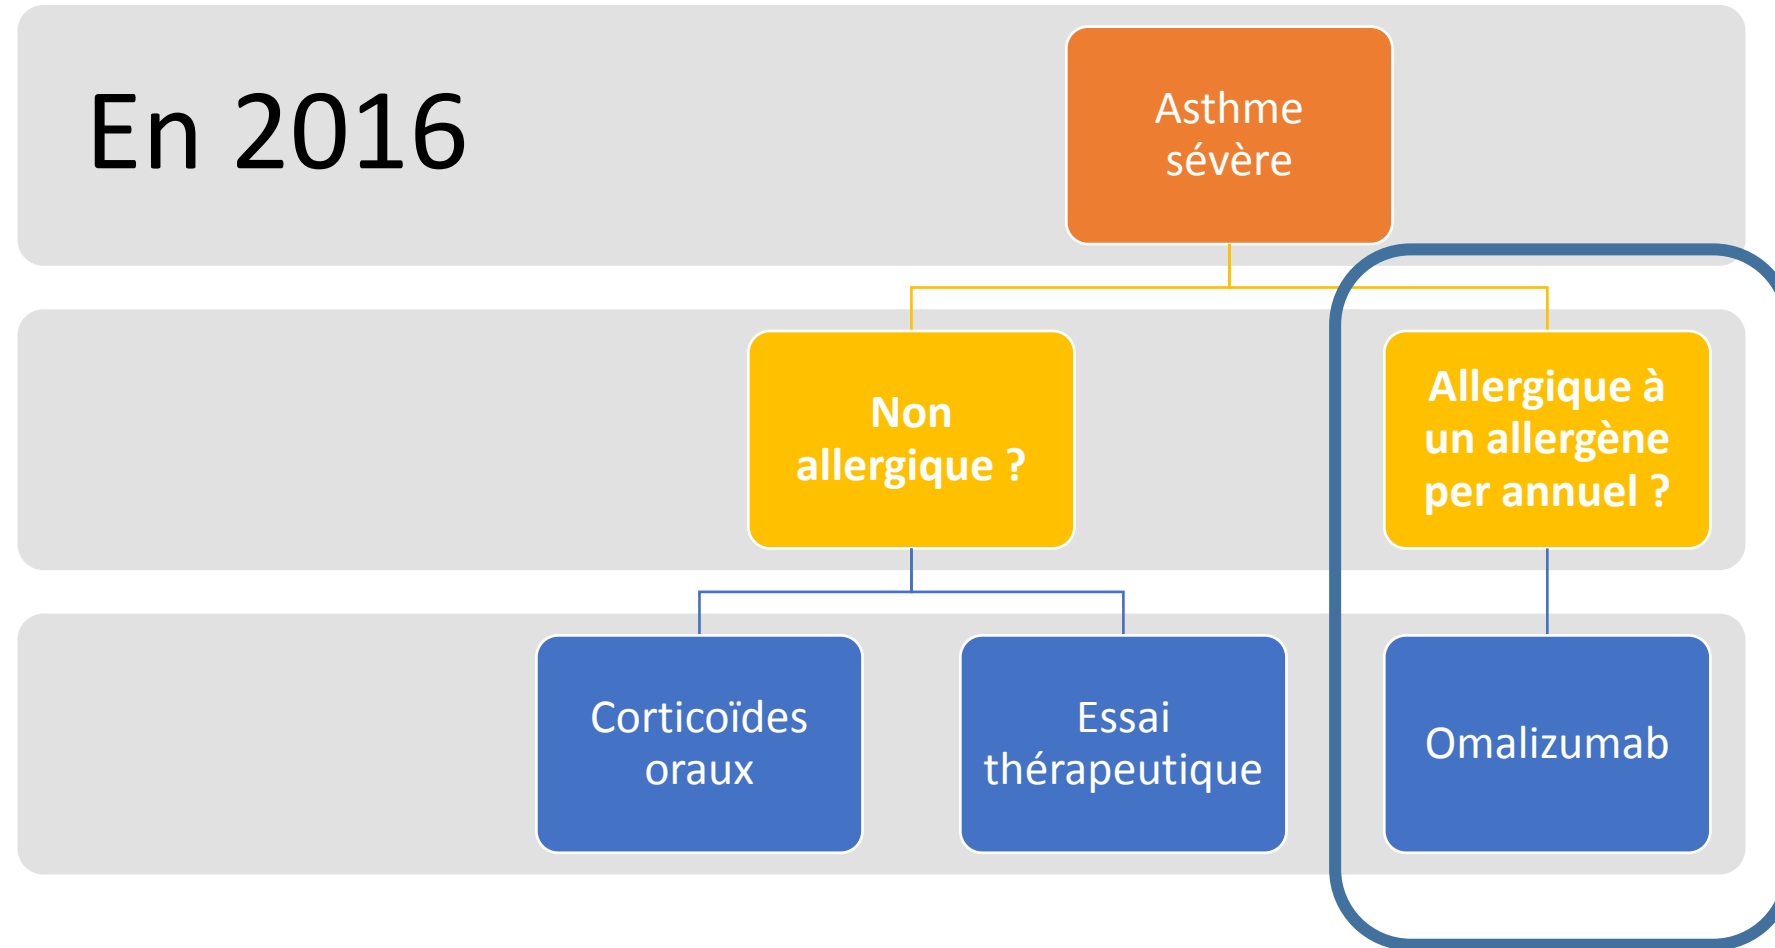 En 2016
Asthme
sévère
Non
allergique ?
Allergique à
un allergène
per annuel ?
Corticoïdes
oraux
Essai
thérapeutique
Omalizumab